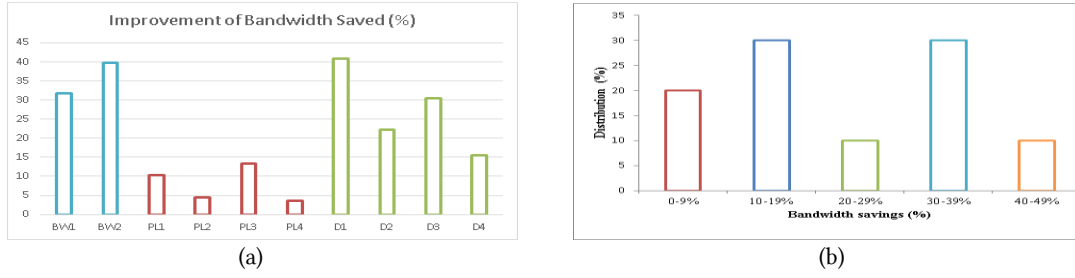 Improvement of Bandwidth Saved (%)
45
40
35
30
25
20
15
10
5
0
BW1 BW2 PL1 PL2 PL3 PL4 D1 D2 D3 D4
(a)
Distribution (%)
35
30
25
20
15
10
5
0
0-9% 10-19% 20-29% 30-39% 40-49%
Bandwidth savings (%)
(b)